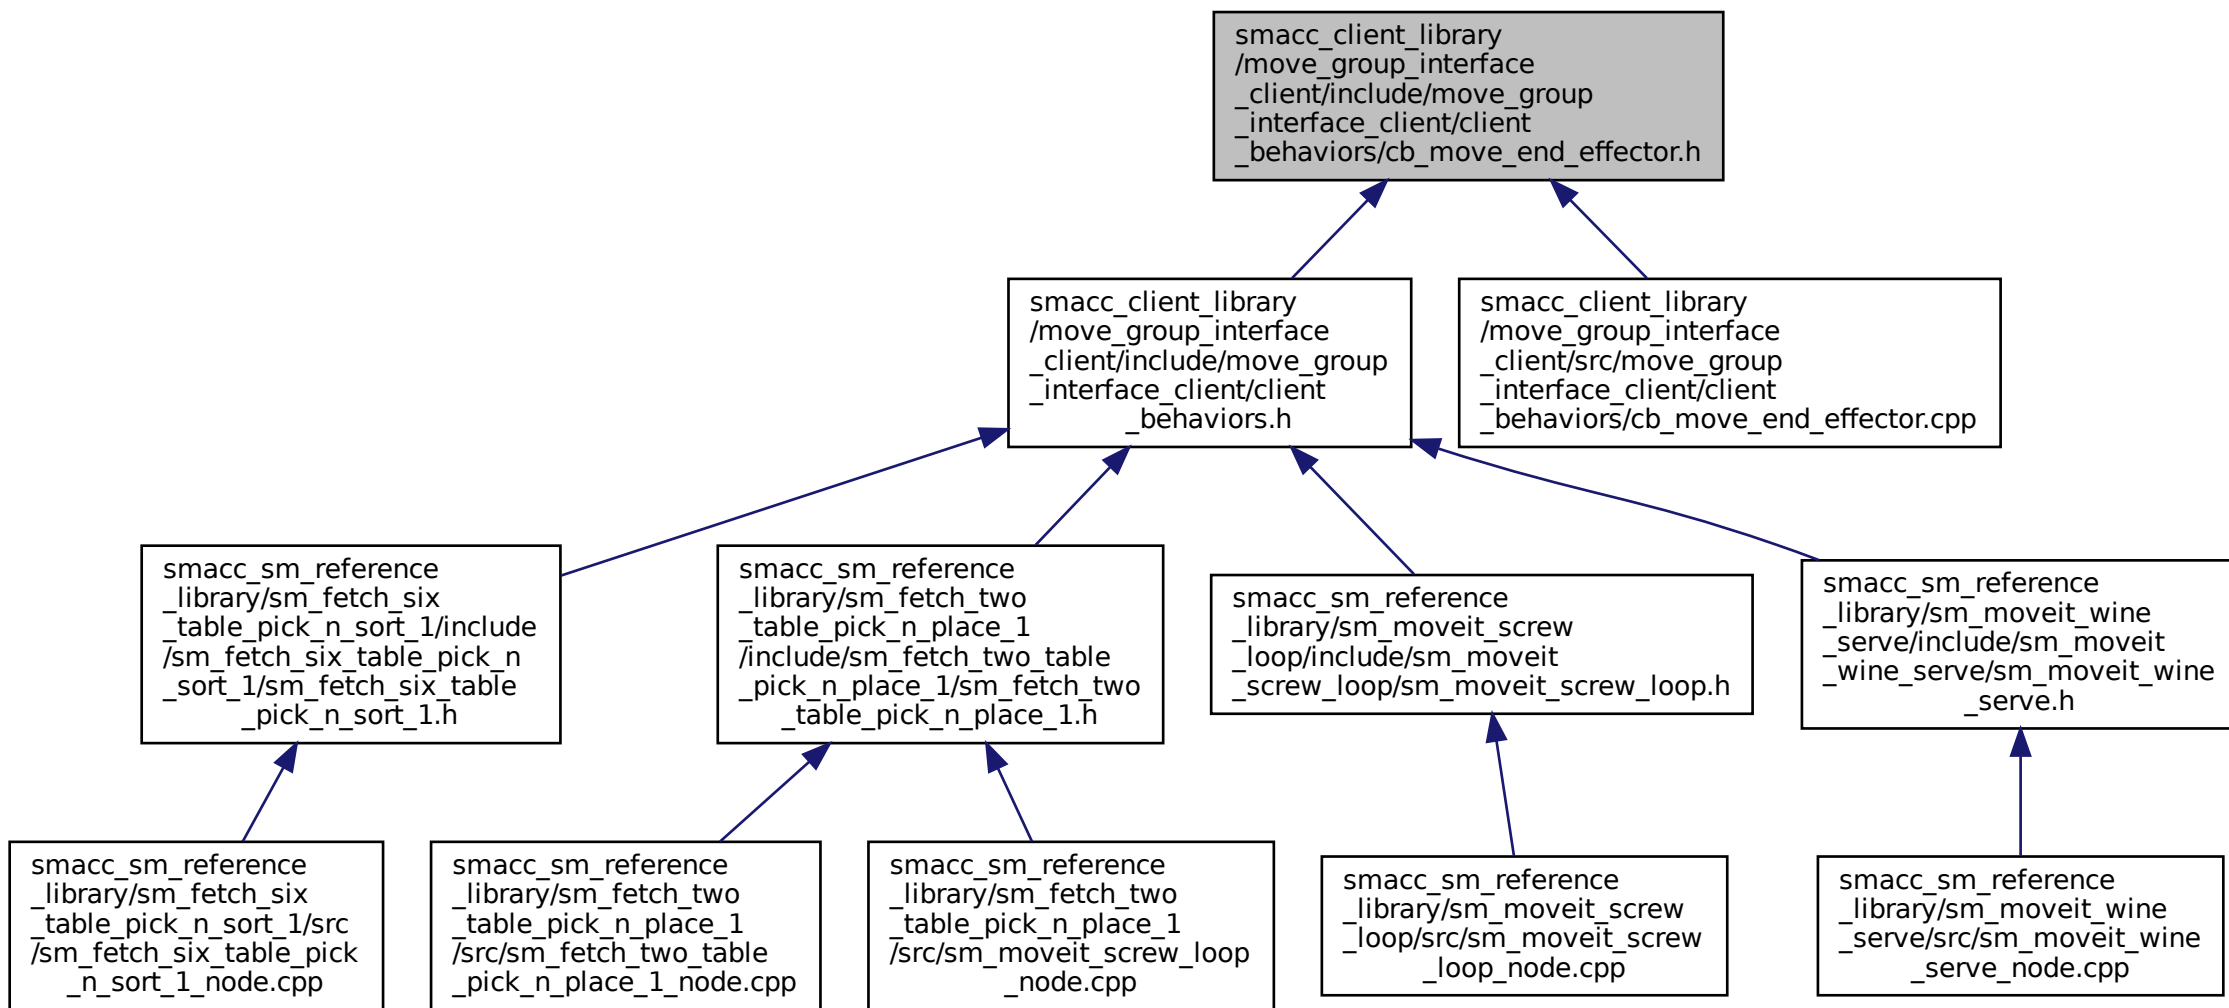 smacc_client_library
/move_group_interface
_client/include/move_group
_interface_client/client
_behaviors/cb_move_end_effector.h
smacc_client_library
/move_group_interface
_client/include/move_group
_interface_client/client
_behaviors.h
smacc_client_library
/move_group_interface
_client/src/move_group
_interface_client/client
_behaviors/cb_move_end_effector.cpp
smacc_sm_reference
_library/sm_fetch_six
_table_pick_n_sort_1/include
/sm_fetch_six_table_pick_n
_sort_1/sm_fetch_six_table
_pick_n_sort_1.h
smacc_sm_reference
_library/sm_fetch_two
_table_pick_n_place_1
/include/sm_fetch_two_table
_pick_n_place_1/sm_fetch_two
_table_pick_n_place_1.h
smacc_sm_reference
_library/sm_moveit_screw
_loop/include/sm_moveit
_screw_loop/sm_moveit_screw_loop.h
smacc_sm_reference
_library/sm_moveit_wine
_serve/include/sm_moveit
_wine_serve/sm_moveit_wine
_serve.h
smacc_sm_reference
_library/sm_fetch_six
_table_pick_n_sort_1/src
/sm_fetch_six_table_pick
_n_sort_1_node.cpp
smacc_sm_reference
_library/sm_fetch_two
_table_pick_n_place_1
/src/sm_fetch_two_table
_pick_n_place_1_node.cpp
smacc_sm_reference
_library/sm_fetch_two
_table_pick_n_place_1
/src/sm_moveit_screw_loop
_node.cpp
smacc_sm_reference
_library/sm_moveit_screw
_loop/src/sm_moveit_screw
_loop_node.cpp
smacc_sm_reference
_library/sm_moveit_wine
_serve/src/sm_moveit_wine
_serve_node.cpp